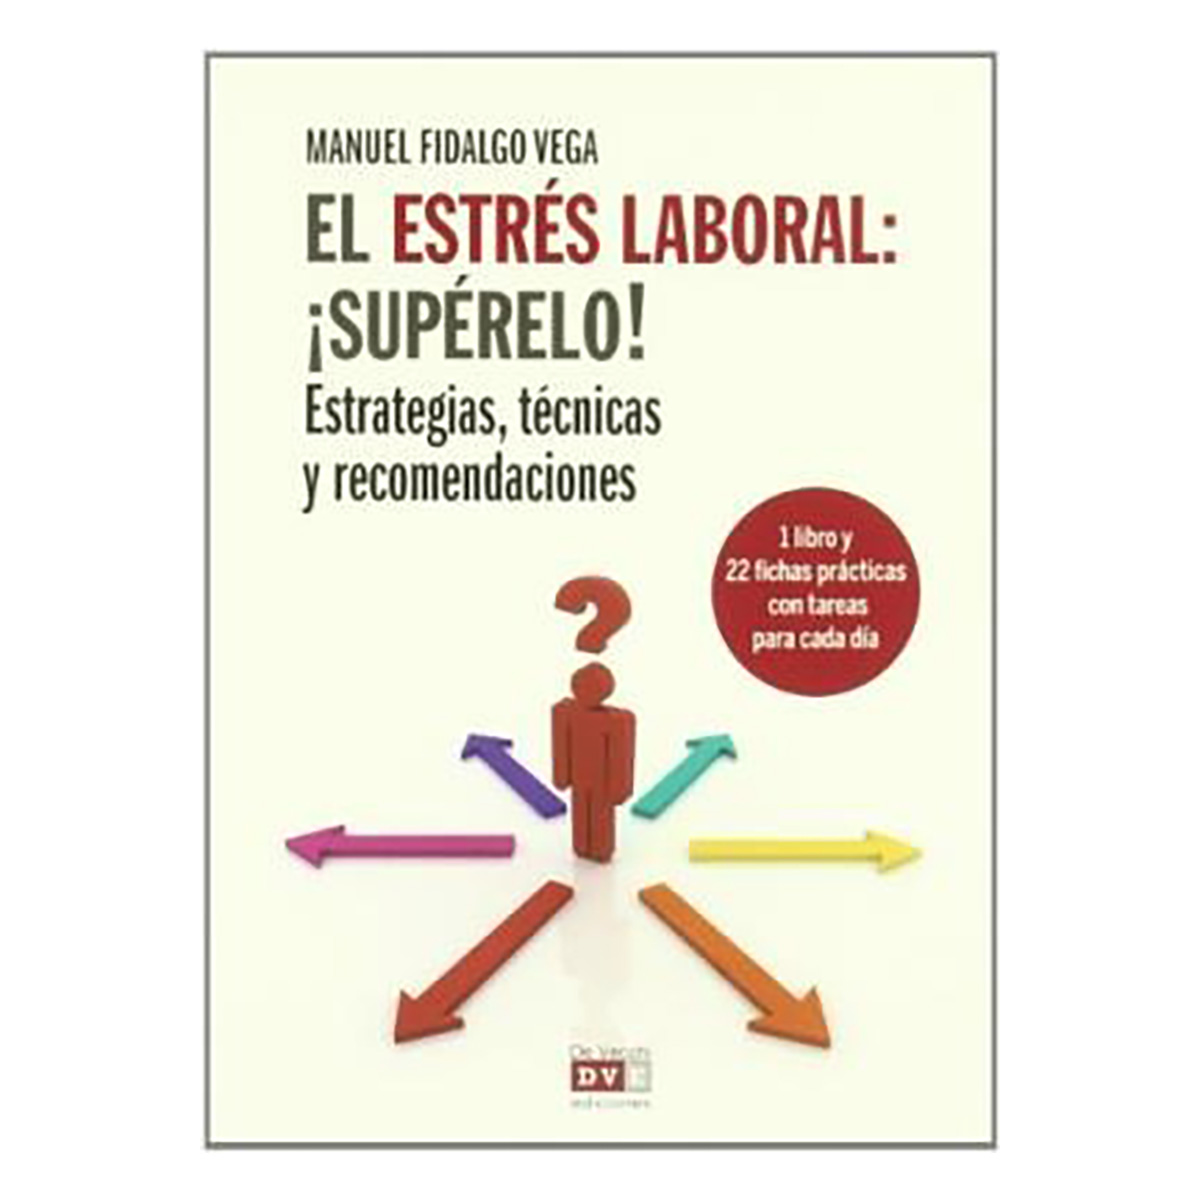 MANUEL FIDALGO VEGA
EL ESTRÉS LABORAL:
¡SUPÉRELO!
Estrategias, técnicas
y recomendaciones
1 libro y
22 fichas prácticas
con tareas
para cada día
?
De Vecchi
DVE
ediciones